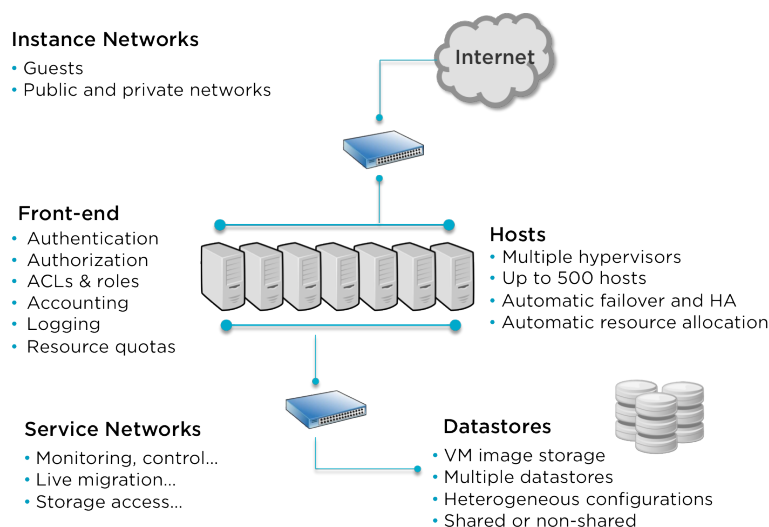 Instance Networks
• Guests
• Public and private networks
Internet
Front-end
• Authentication
• Authorization
• ACLs & roles
• Accounting
• Logging
• Resource quotas
Hosts
• Multiple hypervisors
• Up to 500 hosts
• Automatic failover and HA
• Automatic resource allocation
Service Networks
• Monitoring, control...
• Live migration...
• Storage access...
Datastores
• VM image storage
• Multiple datastores
• Heterogeneous configurations
• Shared or non-shared